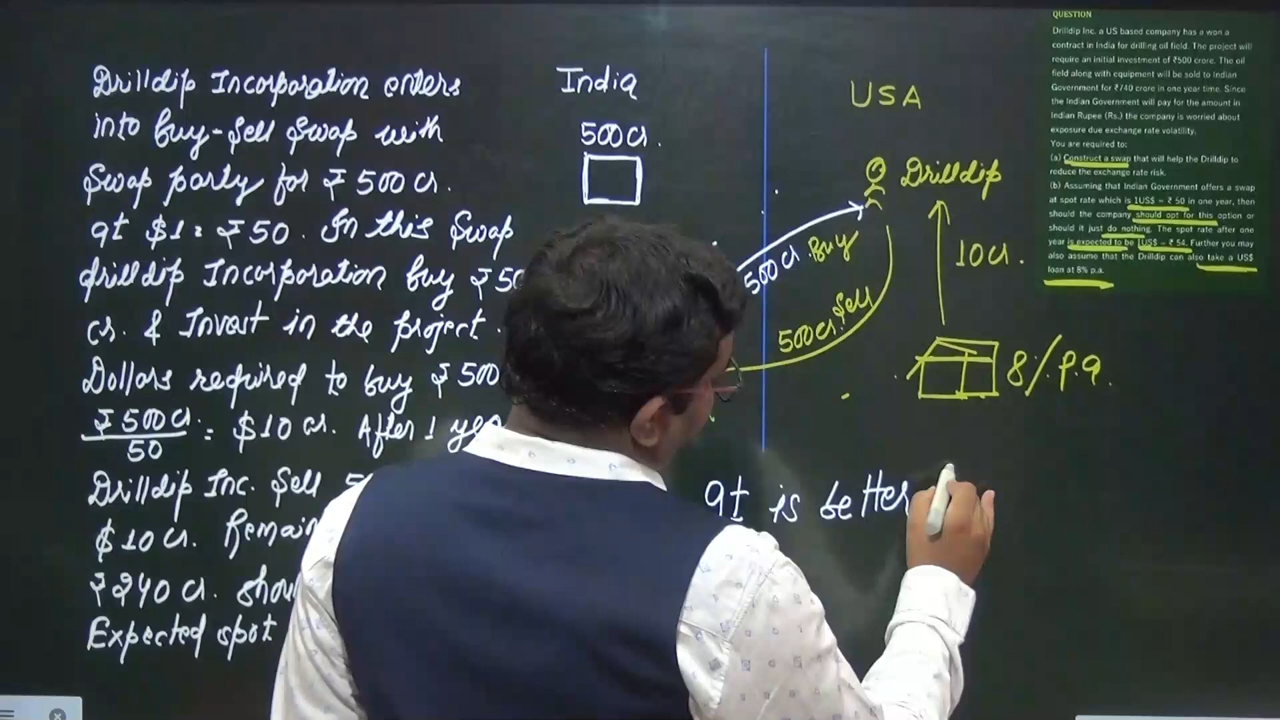 Drilldip Incorporation enters
into buy-Sell Swap with
Swap party for ₹500 Cr.
at $1 = ₹50. In this Swap
drilldip Incorporation buy ₹50
cr. & Invest in the project.
Dollars required to buy ₹500
₹500 Cr.
50
= $10 cr. After 1
Drilldip Inc. Sell
$10 Cr.
₹240 Cr.
Expected spot
India
500 Cr.
USA
Drilldip
500 Cr. Buy
500 Cr. Sell
10 Cr.
8% p.a.
It is better
QUESTION
Drilldip Inc. a US based company has a won a
contract in India for drilling oil field. The project will
require an initial investment of ₹500 crore. The oil
field along with equipment will be sold to Indian
Government for ₹740 crore in one year time. Since
the Indian Government will pay for the amount in
Indian Rupee (Rs.) the company is worried about
exposure due exchange rate volatility.
You are required to:
(a) Construct a swap that will help the Drilldip to
reduce the exchange rate risk.
(b) Assuming that Indian Government offers a swap
at spot rate which is 1US$ = ₹ 50 in one year, then
should the company should opt for this option or
should it just do nothing. The spot rate after one
year is expected to be 1US$ = ₹ 54. Further you may
also assume that the Drilldip can also take a US$
loan at 8% p.a.